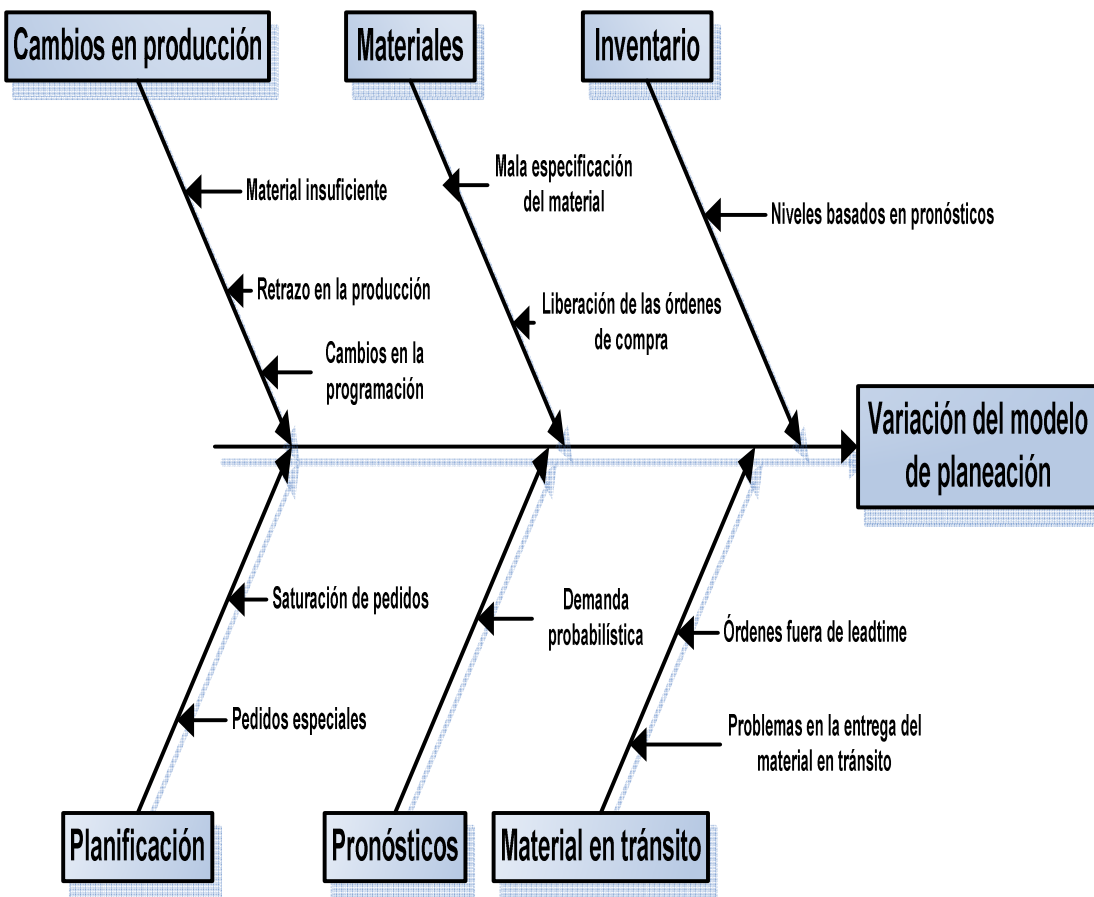 Cambios en producción
Materiales
Inventario
Mala especificación
del material
Material insuficiente
Niveles basados en pronósticos
Retrazo en la producción
Liberación de las órdenes
de compra
Cambios en la
programación
Variación del modelo
de planeación
Saturación de pedidos
Demanda
probabilística
Órdenes fuera de leadtime
Pedidos especiales
Problemas en la entrega del
material en tránsito
Planificación
Pronósticos
Material en tránsito